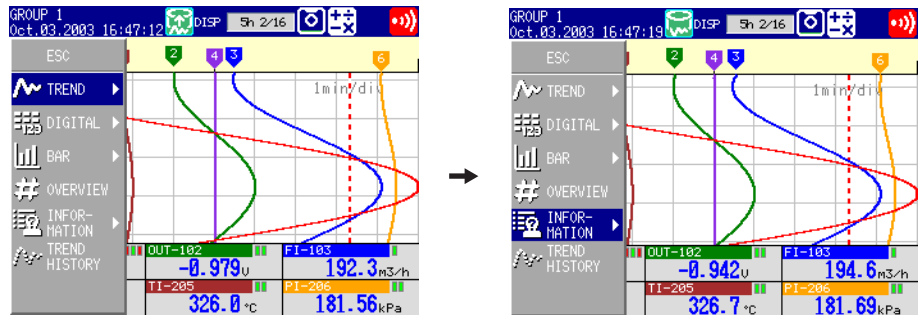 GROUP 1
Oct.03.2003 16:47:12
DISP
5h 2/16
ESC
2
4
3
6
TREND
1min/div
DIGITAL
BAR
OVERVIEW
INFOR-
MATION
TREND
HISTORY
OUT-102
FI-103
-0.979V
192.3m3/h
TI-205
PI-206
326.0°C
181.56kPa
GROUP 1
Oct.03.2003 16:47:19
DISP
5h 2/16
ESC
2
4
3
6
TREND
1min/div
DIGITAL
BAR
OVERVIEW
INFOR-
MATION
TREND
HISTORY
OUT-102
FI-103
-0.942V
194.6m3/h
TI-205
PI-206
326.7°C
181.69kPa